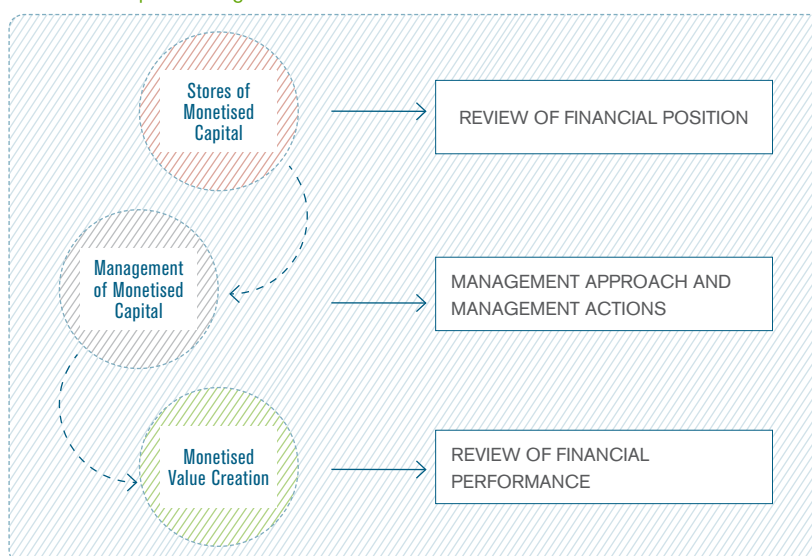 Stores of
Monetised
Capital
REVIEW OF FINANCIAL POSITION
Management
of Monetised
Capital
MANAGEMENT APPROACH AND
MANAGEMENT ACTIONS
Monetised
Value Creation
REVIEW OF FINANCIAL
PERFORMANCE